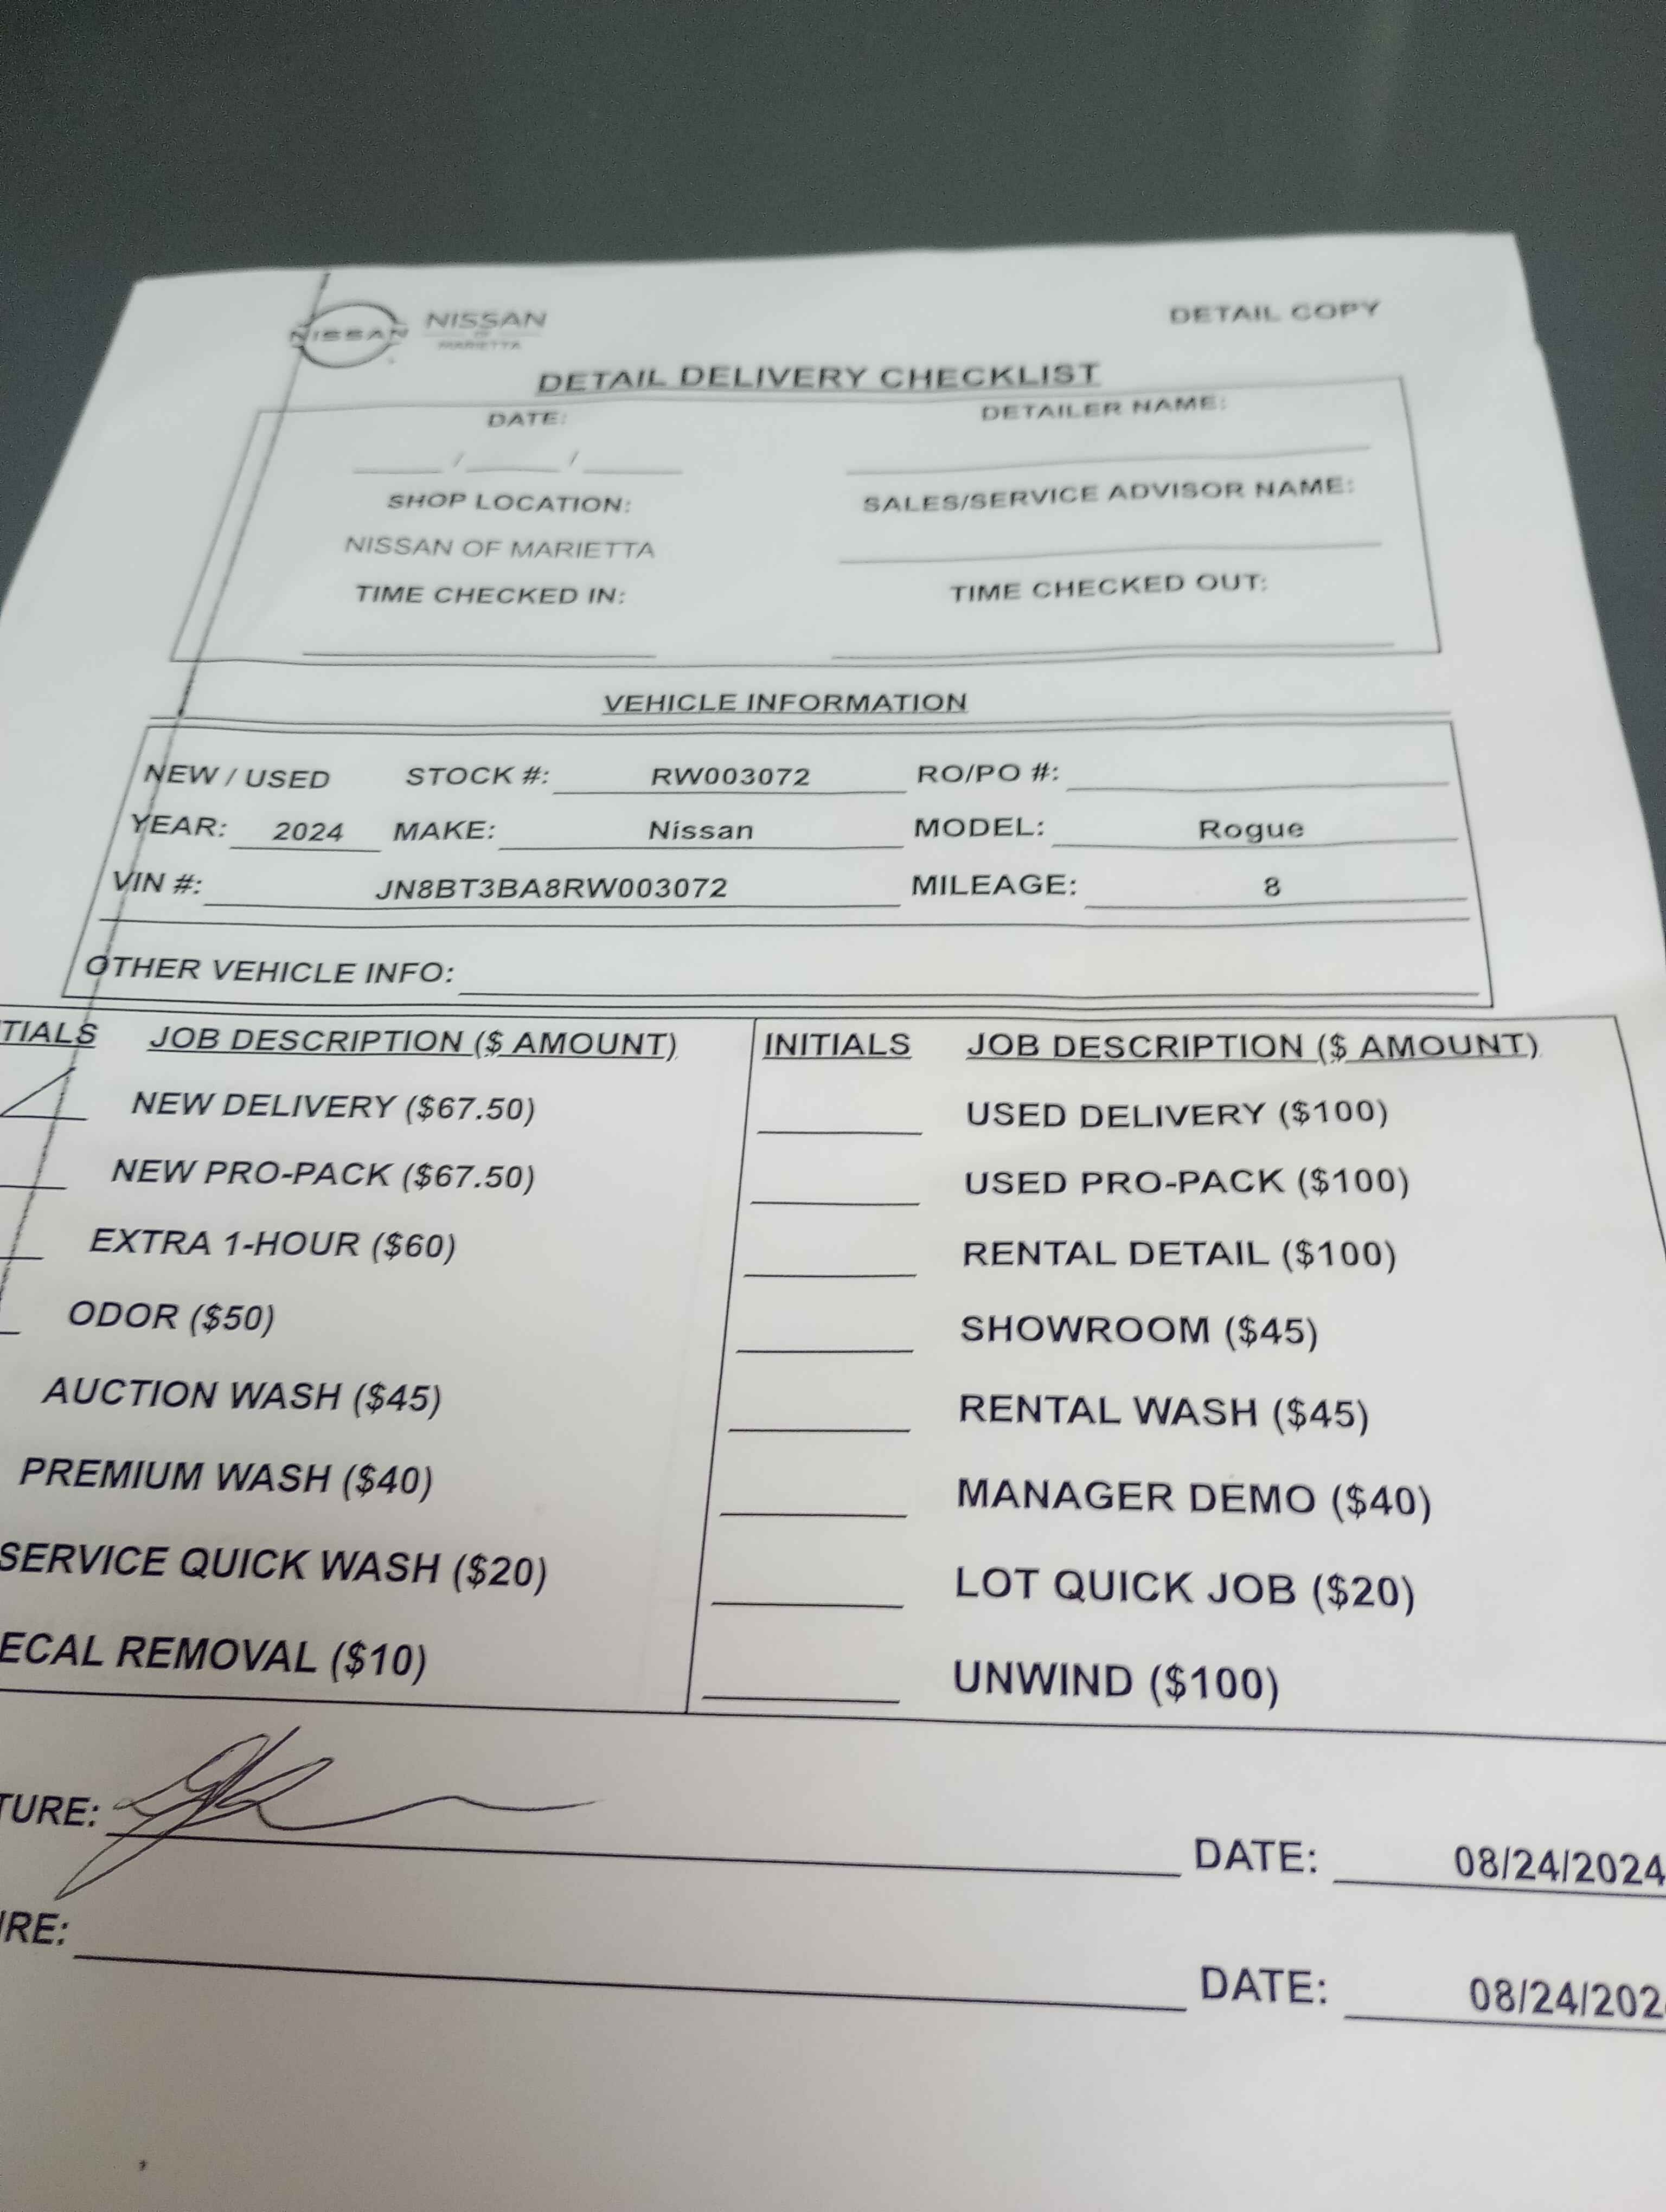 NISSAN NISSAN OF MARIETTA DETAIL COPY
DETAIL DELIVERY CHECKLIST
DATE: DETAILER NAME:
____ / ____ / ____
SHOP LOCATION: SALES/SERVICE ADVISOR NAME:
NISSAN OF MARIETTA
TIME CHECKED IN: TIME CHECKED OUT:
VEHICLE INFORMATION
NEW / USED STOCK #: RW003072 RO/PO #:
YEAR: 2024 MAKE: Nissan MODEL: Rogue
VIN #: JN8BT3BA8RW003072 MILEAGE: 8
OTHER VEHICLE INFO:
TIALS JOB DESCRIPTION ($ AMOUNT) INITIALS JOB DESCRIPTION ($ AMOUNT)
NEW DELIVERY ($67.50) USED DELIVERY ($100)
NEW PRO-PACK ($67.50) USED PRO-PACK ($100)
EXTRA 1-HOUR ($60) RENTAL DETAIL ($100)
ODOR ($50) SHOWROOM ($45)
AUCTION WASH ($45) RENTAL WASH ($45)
PREMIUM WASH ($40) MANAGER DEMO ($40)
SERVICE QUICK WASH ($20) LOT QUICK JOB ($20)
ECAL REMOVAL ($10) UNWIND ($100)
TURE: DATE: 08/24/2024
RE: DATE: 08/24/202